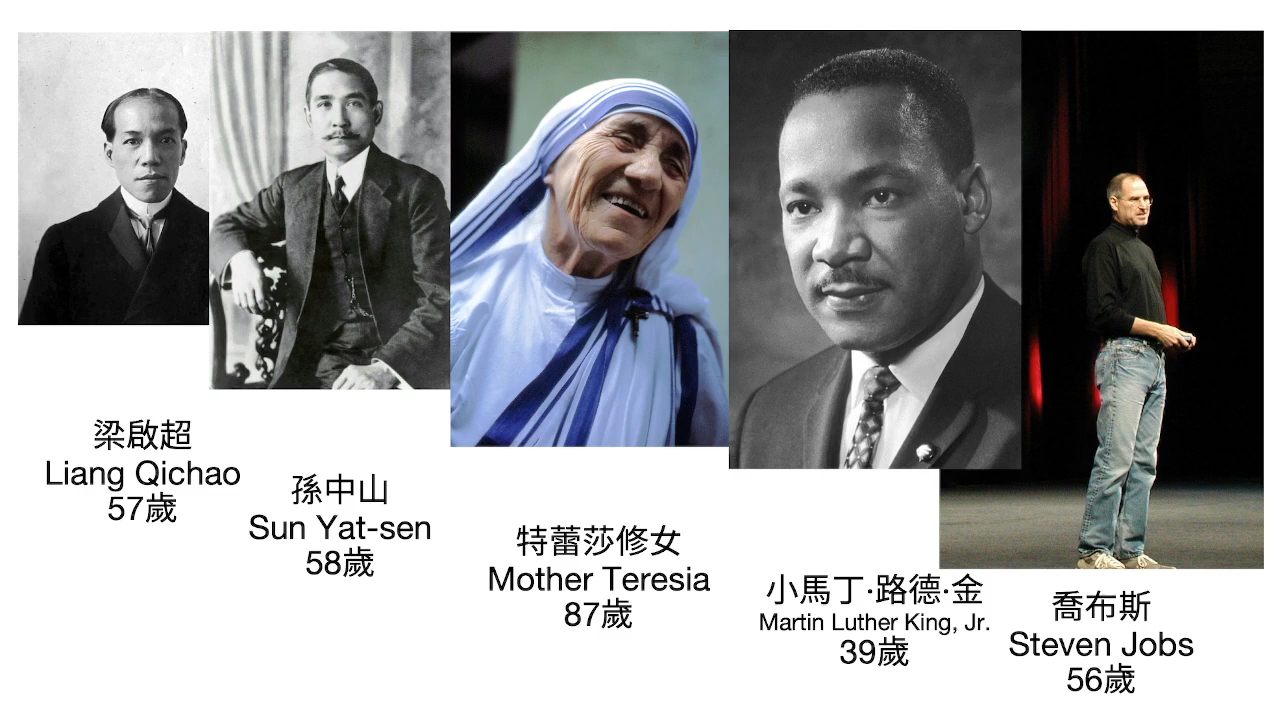 梁啟超
Liang Qichao
57歲
孫中山
Sun Yat-sen
58歲
特蕾莎修女
Mother Teresia
87歲
小馬丁·路德·金
Martin Luther King, Jr.
39歲
喬布斯
Steven Jobs
56歲